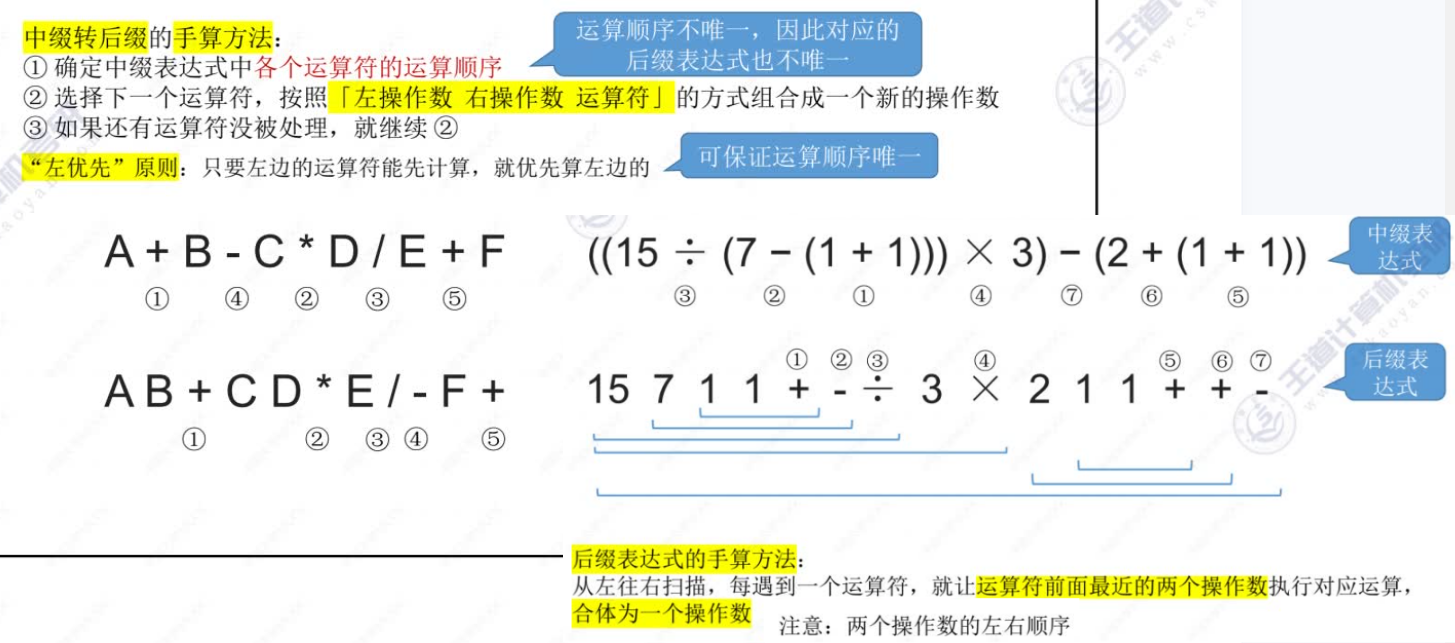 中缀转后缀的手算方法：
① 确定中缀表达式中各个运算符的运算顺序
② 选择下一个运算符，按照「左操作数 右操作数 运算符」的方式组合成一个新的操作数
③ 如果还有运算符没被处理，就继续 ②
运算顺序不唯一，因此对应的
后缀表达式也不唯一
“左优先”原则：只要左边的运算符能先计算，就优先算左边的
可保证运算顺序唯一
A + B - C * D / E + F
① ④ ② ③ ⑤
A B + C D * E / - F +
① ② ③ ④ ⑤
((15 ÷ (7 − (1 + 1))) × 3) − (2 + (1 + 1))
③ ② ① ④ ⑦ ⑥ ⑤
中缀表
达式
① ② ③ ④ ⑤ ⑥ ⑦
15 7 1 1 + - ÷ 3 × 2 1 1 + + -
后缀表
达式
后缀表达式的手算方法：
从左往右扫描，每遇到一个运算符，就让运算符前面最近的两个操作数执行对应运算，
合体为一个操作数
注意：两个操作数的左右顺序